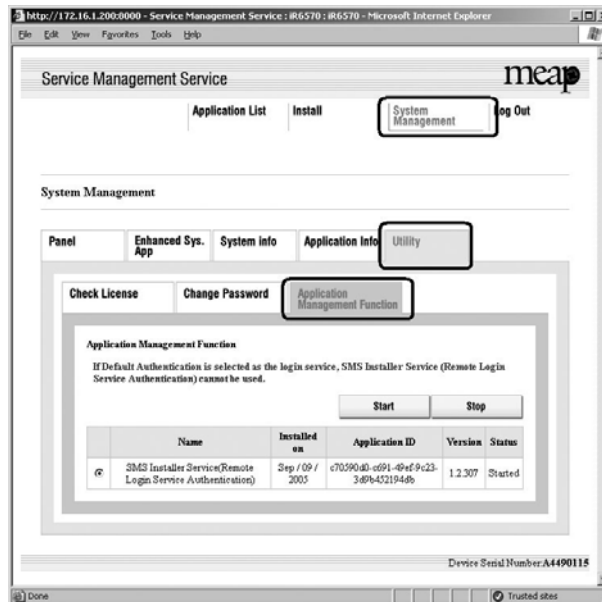 http://172.16.1.200:8000 - Service Management Service : iR6570 : iR6570 - Microsoft Internet Explorer
File Edit View Favorites Tools Help
Service Management Service
meap
Application List Install System Management Log Out
System Management
Panel Enhanced Sys. App System info Application Info Utility
Check License Change Password Application Management Function
Application Management Function
If Default Authentication is selected as the login service, SMS Installer Service (Remote Login
Service Authentication) cannot be used.
Start Stop
Name Installed on Application ID Version Status
SMS Installer Service(Remote Login Service Authentication) Sep / 09 / 2005 c70590d0-c691-49ef-9c23-3d9b452194db 1.2.307 Started
Device Serial Number:A4490115
Done Trusted sites